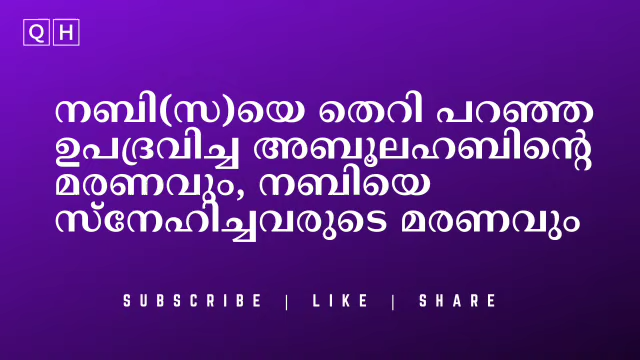 QH
നബി(സ)യെ തെറി പറഞ്ഞ
ഉപദ്രവിച്ച അബൂലഹബിന്റെ
മരണവും, നബിയെ
സ്നേഹിച്ചവരുടെ മരണവും
SUBSCRIBE | LIKE | SHARE